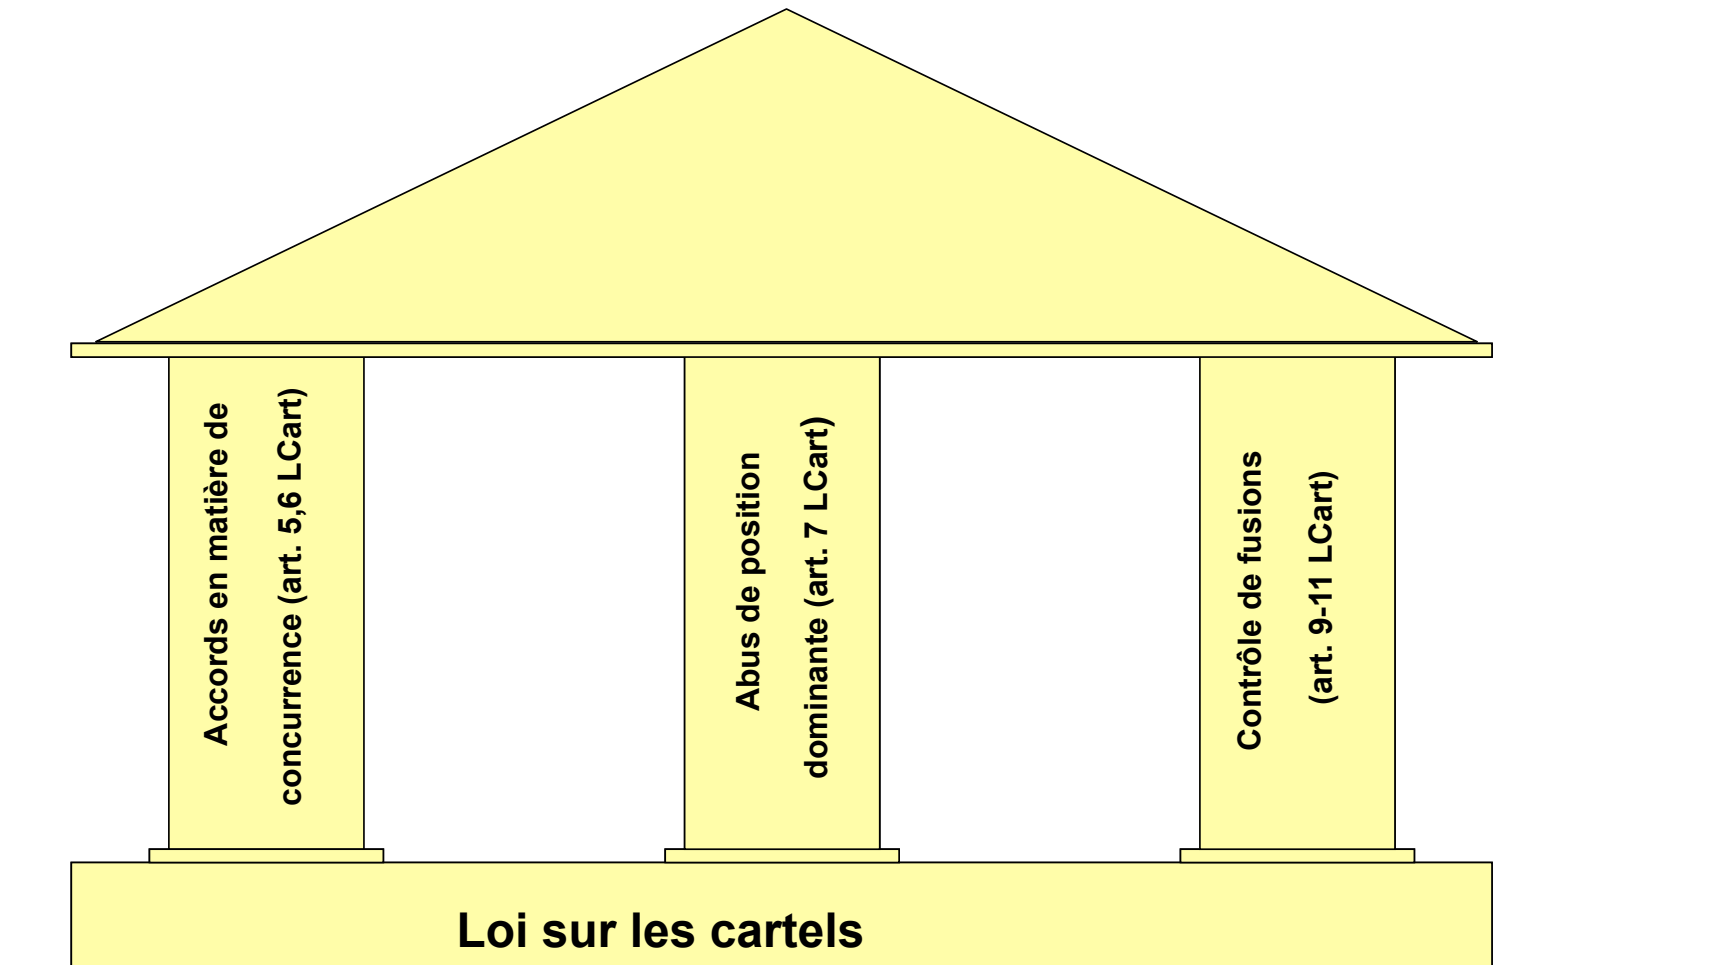 Accords en matière de
concurrence (art. 5,6 LCart)
Abus de position
dominante (art. 7 LCart)
Contrôle de fusions
(art. 9-11 LCart)
Loi sur les cartels